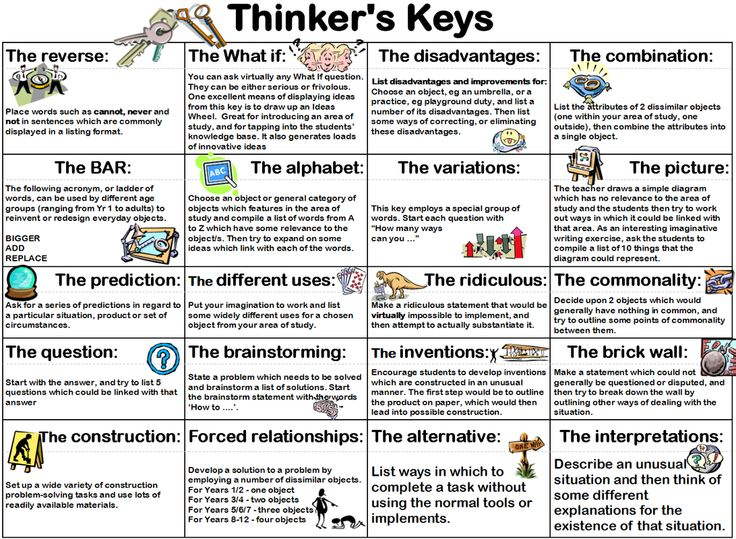 Thinker's Keys
The reverse:
Place words such as cannot, never and
not in sentences which are commonly
displayed in a listing format.
The What if:
You can ask virtually any What If question.
They can be either serious or frivolous.
One excellent means of displaying ideas
from this key is to draw up an Ideas
Wheel. Great for introducing an area of
study, and for tapping into the students'
knowledge base. It also generates loads
of innovative ideas
The disadvantages:
List disadvantages and improvements for:
Choose an object, eg an umbrella, or a
practice, eg playground duty, and list a
number of its disadvantages. Then list
some ways of correcting, or eliminating
these disadvantages.
The combination:
List the attributes of 2 dissimilar objects
(one within your area of study, one
outside), then combine the attributes into
a single object.
The BAR:
The following acronym, or ladder of
words, can be used by different age
groups (ranging from Yr 1 to adults) to
reinvent or redesign everyday objects.
BIGGER
ADD
REPLACE
The alphabet:
ABC
Choose an object or general category of
objects which features in the area of
study and compile a list of words from A
to Z which have some relevance to the
object/s. Then try to expand on some
ideas which link with each of the words.
The variations:
This key employs a special group of
words. Start each question with
"How many ways
can you ..."
The picture:
The teacher draws a simple diagram
which has no relevance to the area of
study and the students then try to work
out ways in which it could be linked with
that area. As an interesting imaginative
writing exercise, ask the students to
compile a list of 10 things that the
diagram could represent.
The prediction:
Ask for a series of predictions in regard to
a particular situation, product or set of
circumstances.
The different uses:
Put your imagination to work and list
some widely different uses for a chosen
object from your area of study.
The ridiculous:
Make a ridiculous statement that would be
virtually impossible to implement, and
then attempt to actually substantiate it.
The commonality:
Decide upon 2 objects which would
generally have nothing in common, and
try to outline some points of commonality
between them.
The question:
?
Start with the answer, and try to list 5
questions which could be linked with that
answer
The brainstorming:
State a problem which needs to be solved
and brainstorm a list of solutions. Start
the brainstorm statement with the words
'How to ....'.
The inventions:
Encourage students to develop inventions
which are constructed in an unusual
manner. The first step would be to outline
the product on paper, which would then
lead into possible construction.
The brick wall:
Make a statement which could not
generally be questioned or disputed, and
then try to break down the wall by
outlining other ways of dealing with the
situation.
The construction:
Set up a wide variety of construction
problem-solving tasks and use lots of
readily available materials.
Forced relationships:
Develop a solution to a problem by
employing a number of dissimilar objects.
For Years 1/2 - one object
For Years 3/4 - two objects
For Years 5/6/7 - three objects
For Years 8-12 - four objects
The alternative:
ONE WAY
List ways in which to
complete a task without
using the normal tools or
implements.
The interpretations:
Describe an unusual
situation and then think of
some different
explanations for the
existence of that situation.